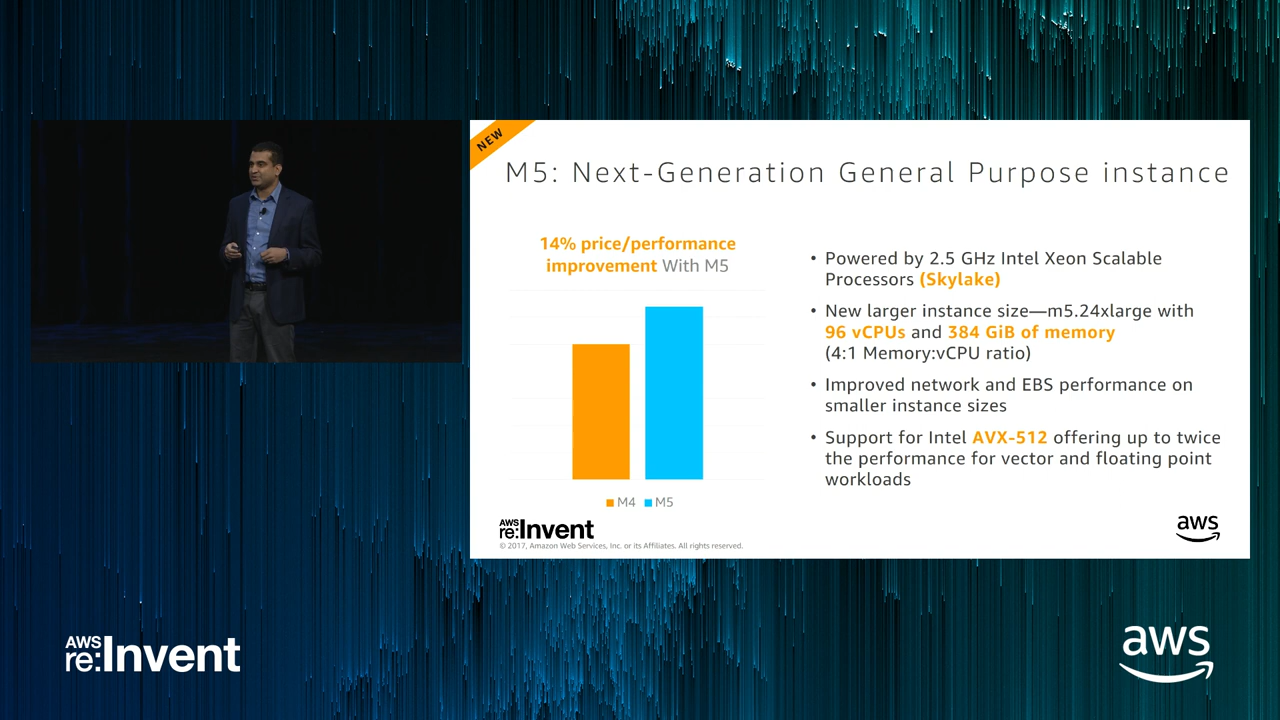 NEW
M5: Next-Generation General Purpose instance
14% price/performance
improvement With M5
M4 M5
• Powered by 2.5 GHz Intel Xeon Scalable
Processors (Skylake)
• New larger instance size—m5.24xlarge with
96 vCPUs and 384 GiB of memory
(4:1 Memory:vCPU ratio)
• Improved network and EBS performance on
smaller instance sizes
• Support for Intel AVX-512 offering up to twice
the performance for vector and floating point
workloads
AWS
re:Invent
© 2017, Amazon Web Services, Inc. or its Affiliates. All rights reserved.
aws
AWS
re:Invent
aws